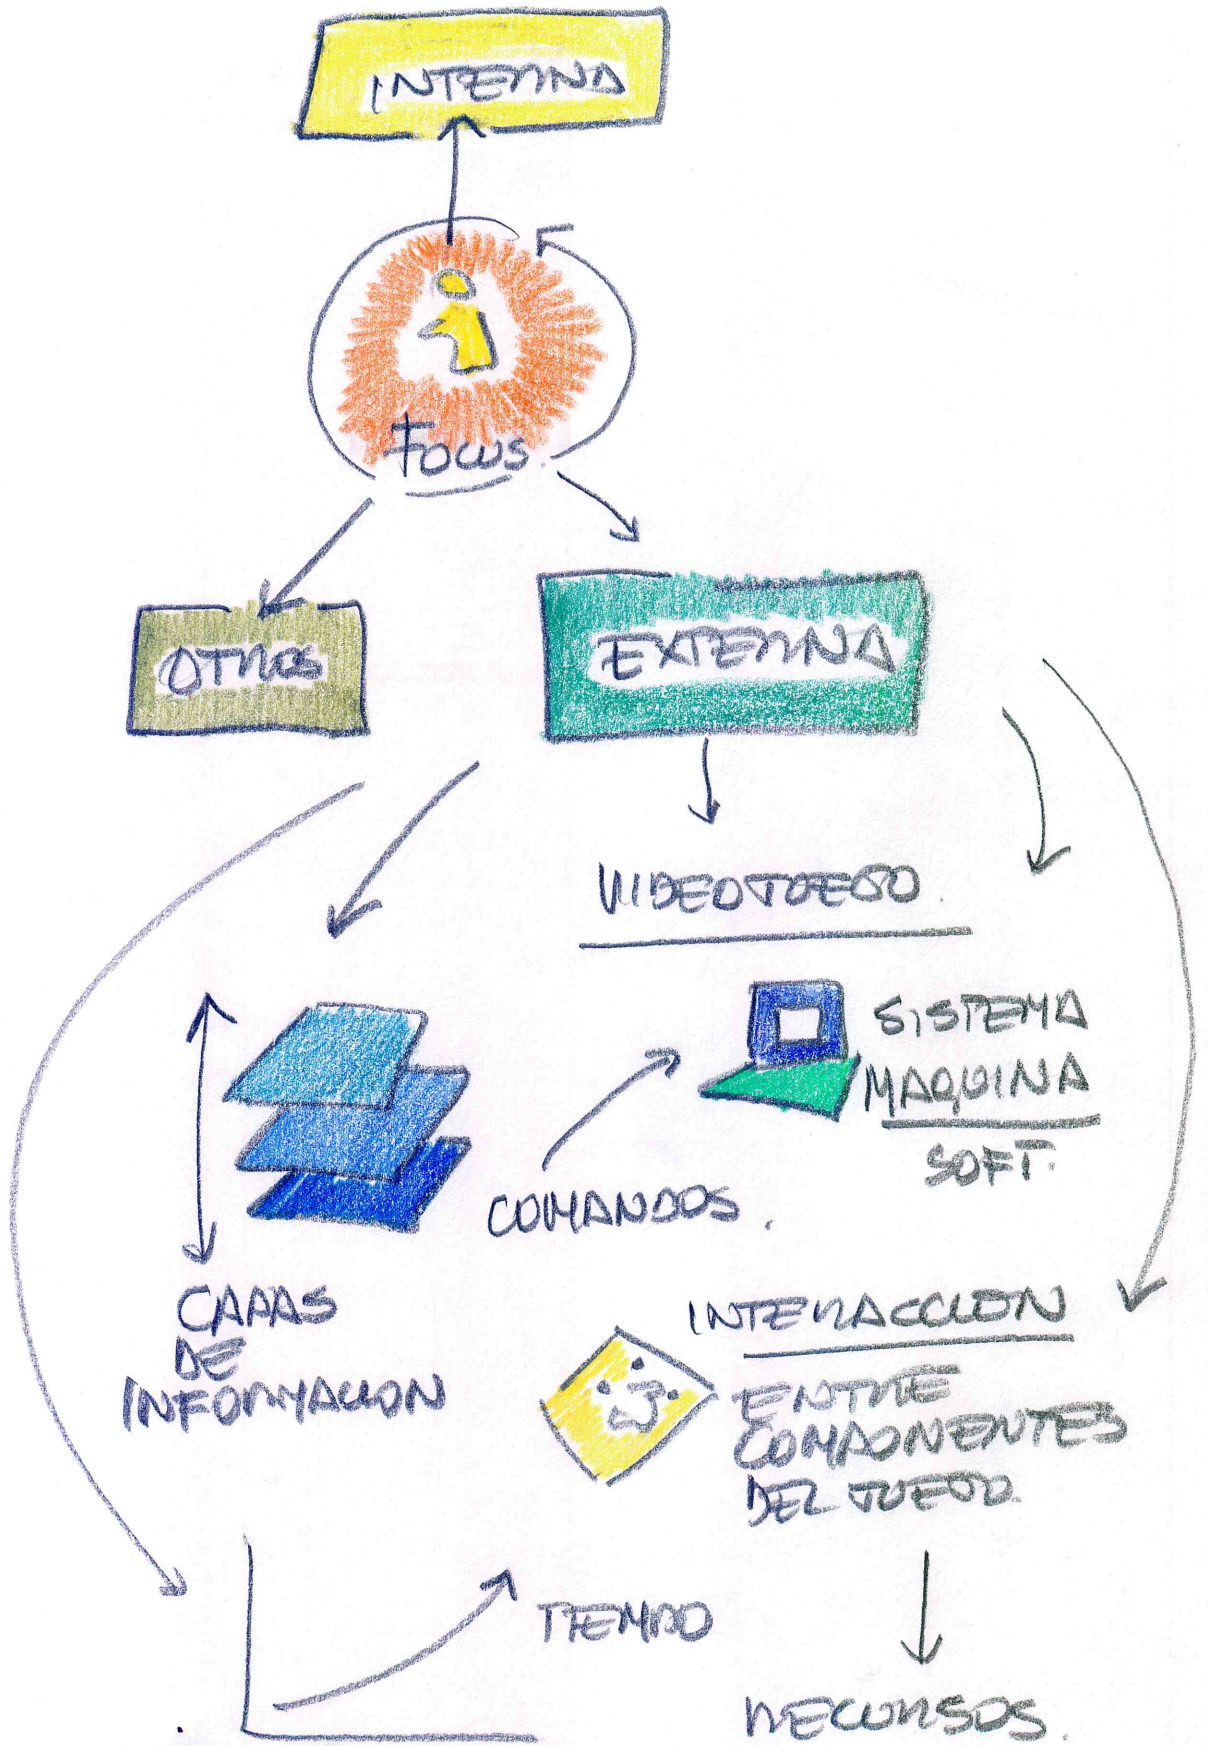 INTERNA
FOCUS.
OTROS
EXTERNA
VIDEOJUEGO.
SISTEMA
MAQUINA
SOFT.
COMANDOS.
CAPAS
DE
INFORMACION
INTERACCION
ENTRE
COMPONENTES
DEL JUEGO.
TIEMPO
RECURSOS.